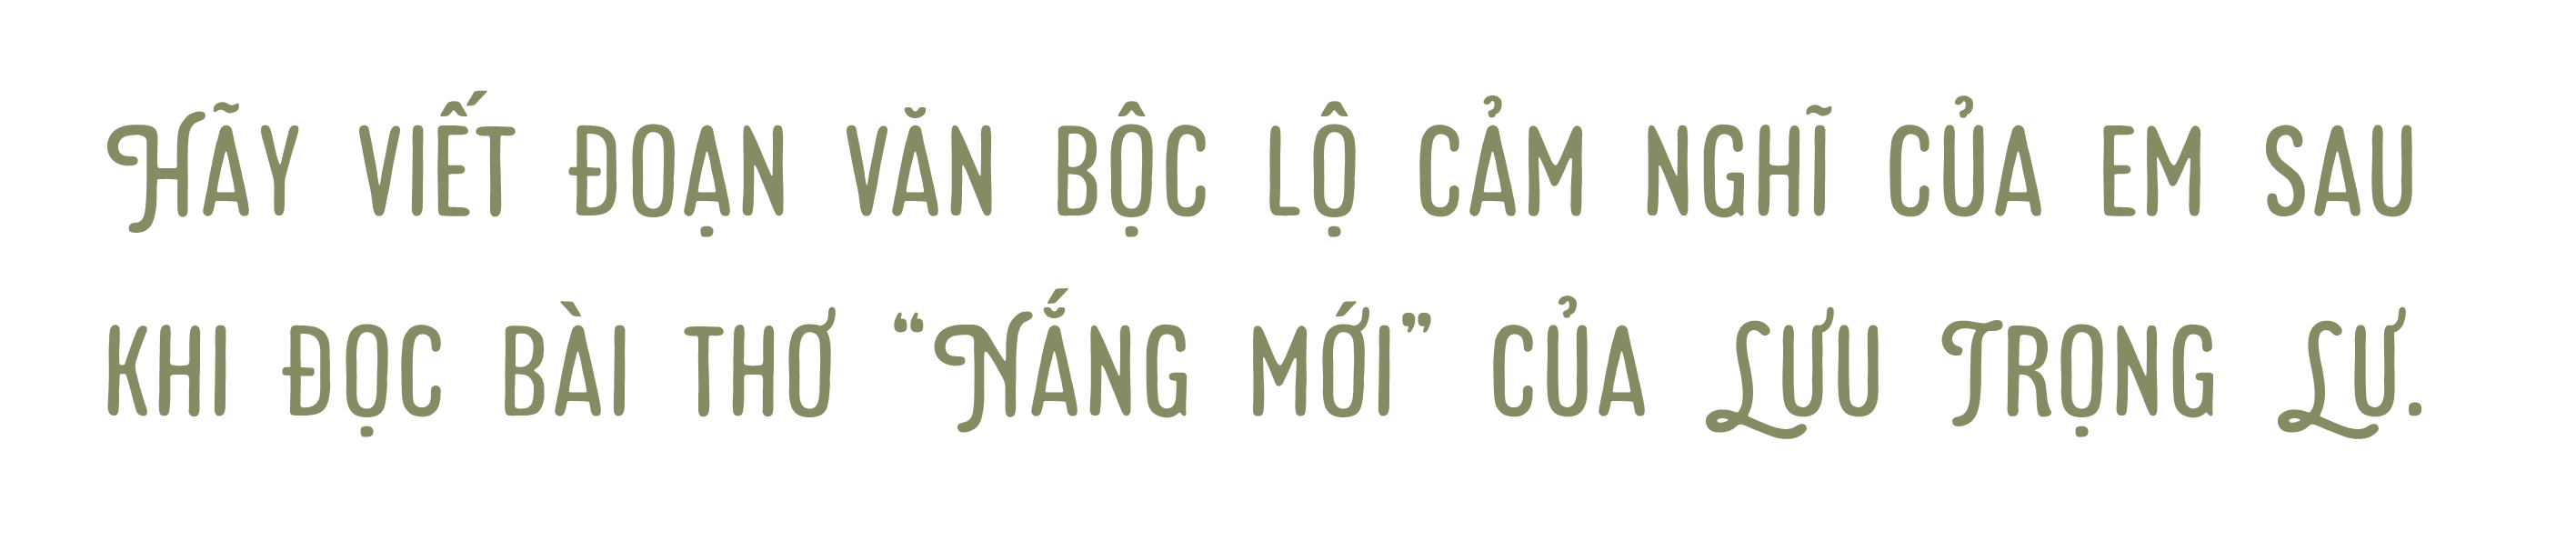 Hãy viết đoạn văn bộc lộ cảm nghĩ của em sau
khi đọc bài thơ “Nắng mới” của Lưu Trọng Lư.